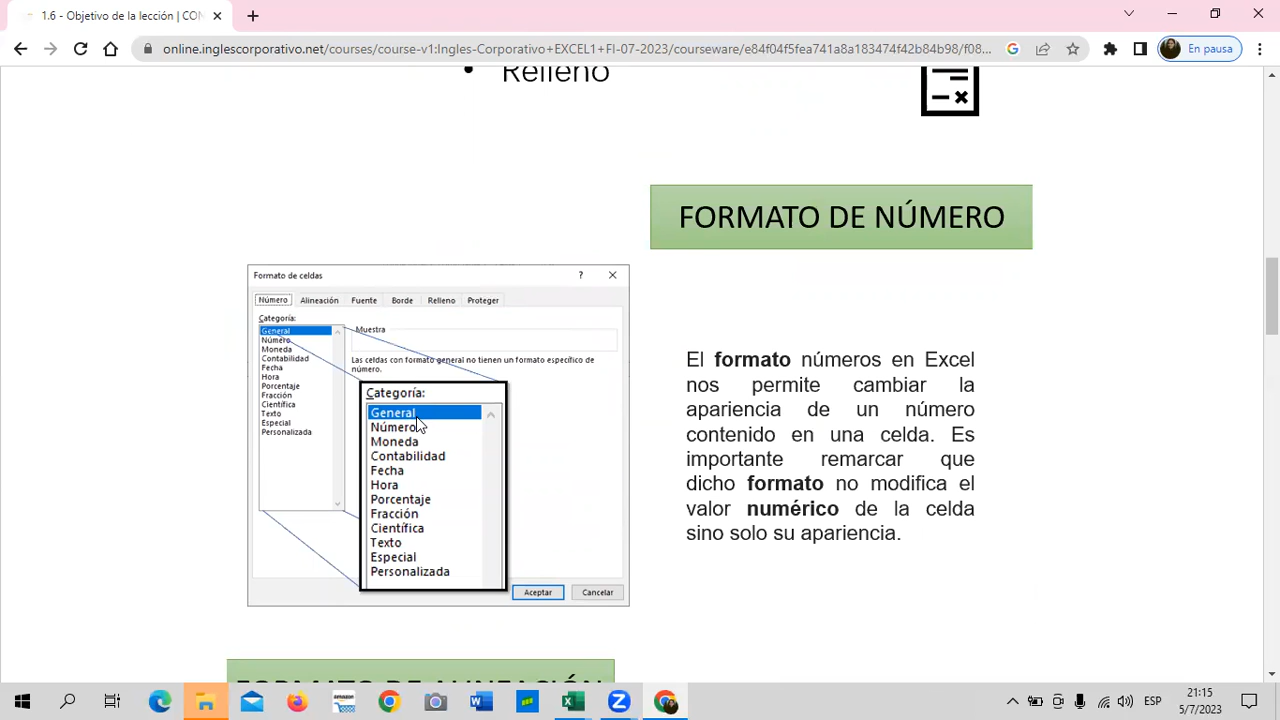 1.6 - Objetivo de la lección | CON
online.inglescorporativo.net/courses/course-v1:Ingles-Corporativo+EXCEL1+FI-07-2023/courseware/e84f04f5fea741a8a183474f42b84b98/f08...
En pausa
• Relleno
FORMATO DE NÚMERO
Formato de celdas
?
Número Alineación Fuente Borde Relleno Proteger
Categoría:
General
Número
Moneda
Contabilidad
Fecha
Hora
Porcentaje
Fracción
Científica
Texto
Especial
Personalizada
Muestra
Las celdas con formato general no tienen un formato específico de
número.
Categoría:
General
Número
Moneda
Contabilidad
Fecha
Hora
Porcentaje
Fracción
Científica
Texto
Especial
Personalizada
Aceptar Cancelar
El formato números en Excel
nos permite cambiar la
apariencia de un número
contenido en una celda. Es
importante remarcar que
dicho formato no modifica el
valor numérico de la celda
sino solo su apariencia.
FORMATO DE ALINEACIÓN
ESP
21:15
5/7/2023